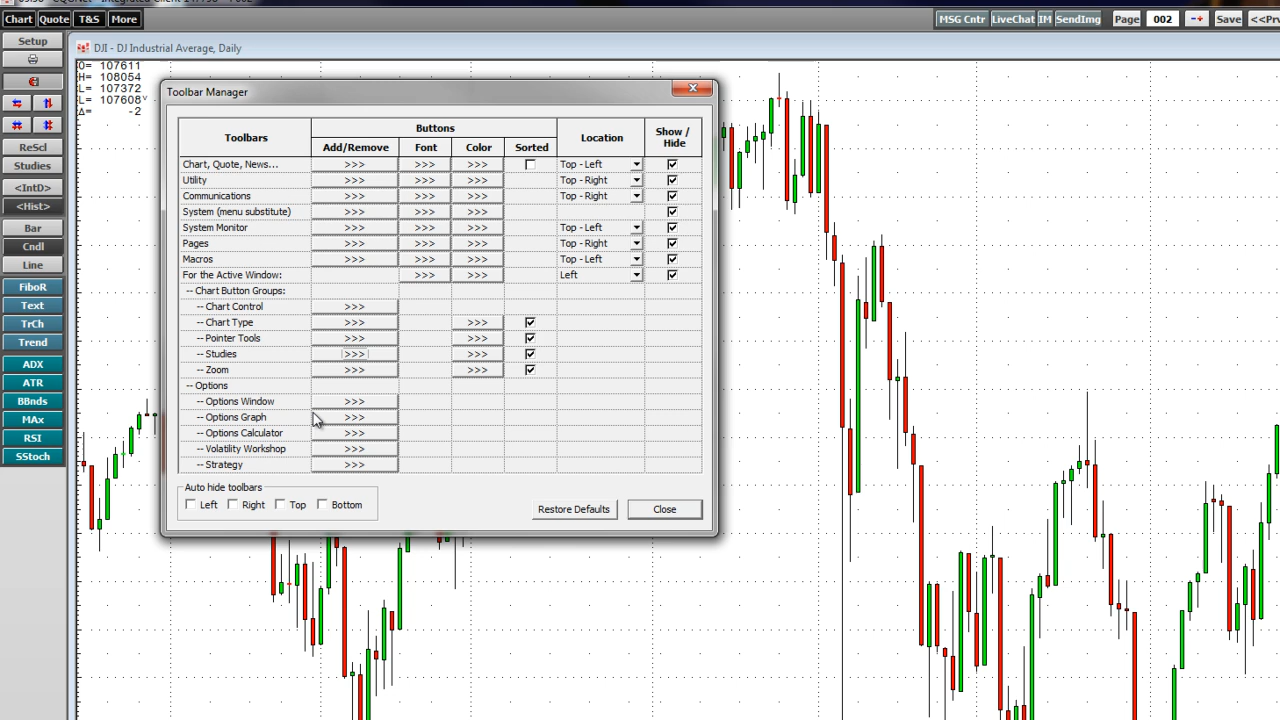 Chart Quote T&S More MSG Cntr LiveChat IM SendImg Page 002 -+ Save <<Prv
Setup
ReScl
Studies
<IntD>
<Hist>
Bar
Cndl
Line
FiboR
Text
TrCh
Trend
ADX
ATR
BBnds
MAx
RSI
SStoch
DJI - DJ Industrial Average, Daily
O= 107611
H= 108054
L= 107372
L= 107608v
Δ= -2
Toolbar Manager
Toolbars Buttons Location Show / Hide
Add/Remove Font Color Sorted
Chart, Quote, News... >>> >>> >>> Top - Left
Utility >>> >>> >>> Top - Right
Communications >>> >>> >>> Top - Right
System (menu substitute) >>> >>> >>>
System Monitor >>> >>> >>> Top - Left
Pages >>> >>> >>> Top - Right
Macros >>> >>> >>> Top - Left
For the Active Window: >>> >>> Left
-- Chart Button Groups:
-- Chart Control >>>
-- Chart Type >>> >>>
-- Pointer Tools >>> >>>
-- Studies >>> >>>
-- Zoom >>> >>>
-- Options
-- Options Window >>>
-- Options Graph >>>
-- Options Calculator >>>
-- Volatility Workshop >>>
-- Strategy >>>
Auto hide toolbars
Left Right Top Bottom
Restore Defaults Close